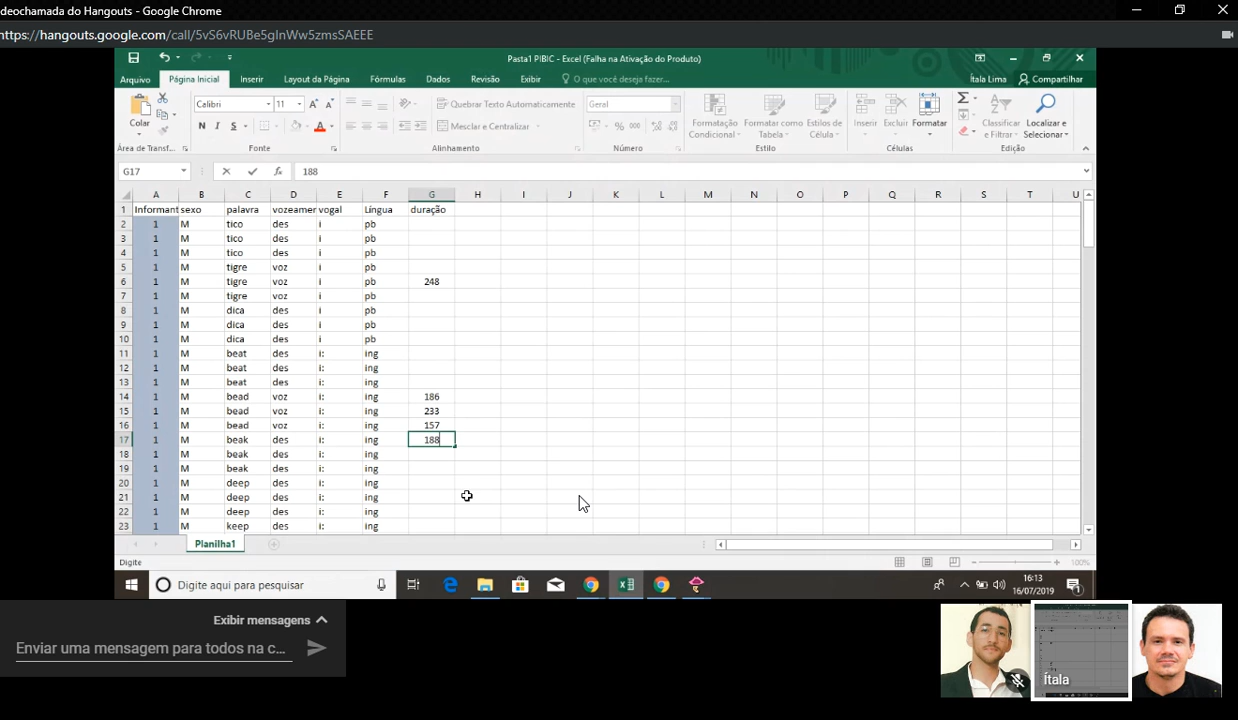 deochamada do Hangouts - Google Chrome
https://hangouts.google.com/call/5vS6vRUBe5gInWw5zmsSAEEE
Pasta1 PIBIC - Excel (Falha na Ativação do Produto)
Arquivo Página Inicial Inserir Layout da Página Fórmulas Dados Revisão Exibir O que você deseja fazer... Ítala Lima Compartilhar
Colar Calibri 11 Quebrar Texto Automaticamente Geral
N I S Mesclar e Centralizar % 000 Formatação Condicional Formatar como Tabela Estilos de Célula Inserir Excluir Formatar Classificar e Filtrar Localizar e Selecionar
Área de Transf... Fonte Alinhamento Número Estilo Células Edição
G17 fx 188
A B C D E F G H I J K L M N O P Q R S T U
1 Informant sexo palavra vozeamer vogal Língua duração
2 1 M tico des i pb
3 1 M tico des i pb
4 1 M tico des i pb
5 1 M tigre voz i pb
6 1 M tigre voz i pb 248
7 1 M tigre voz i pb
8 1 M dica des i pb
9 1 M dica des i pb
10 1 M dica des i pb
11 1 M beat des i: ing
12 1 M beat des i: ing
13 1 M beat des i: ing
14 1 M bead voz i: ing 186
15 1 M bead voz i: ing 233
16 1 M bead voz i: ing 157
17 1 M beak des i: ing 188
18 1 M beak des i: ing
19 1 M beak des i: ing
20 1 M deep des i: ing
21 1 M deep des i: ing
22 1 M deep des i: ing
23 1 M keep des i: ing
Planilha1
Digite 100%
Digite aqui para pesquisar
16:13
16/07/2019
Exibir mensagens
Enviar uma mensagem para todos na c...
Ítala